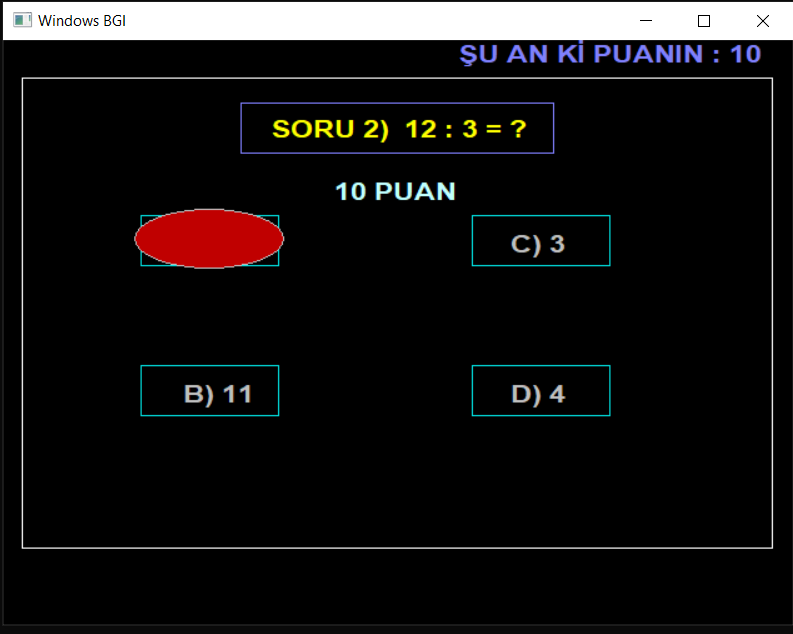 Windows BGI
ŞU AN Kİ PUANIN : 10
SORU 2) 12 : 3 = ?
10 PUAN
C) 3
B) 11
D) 4